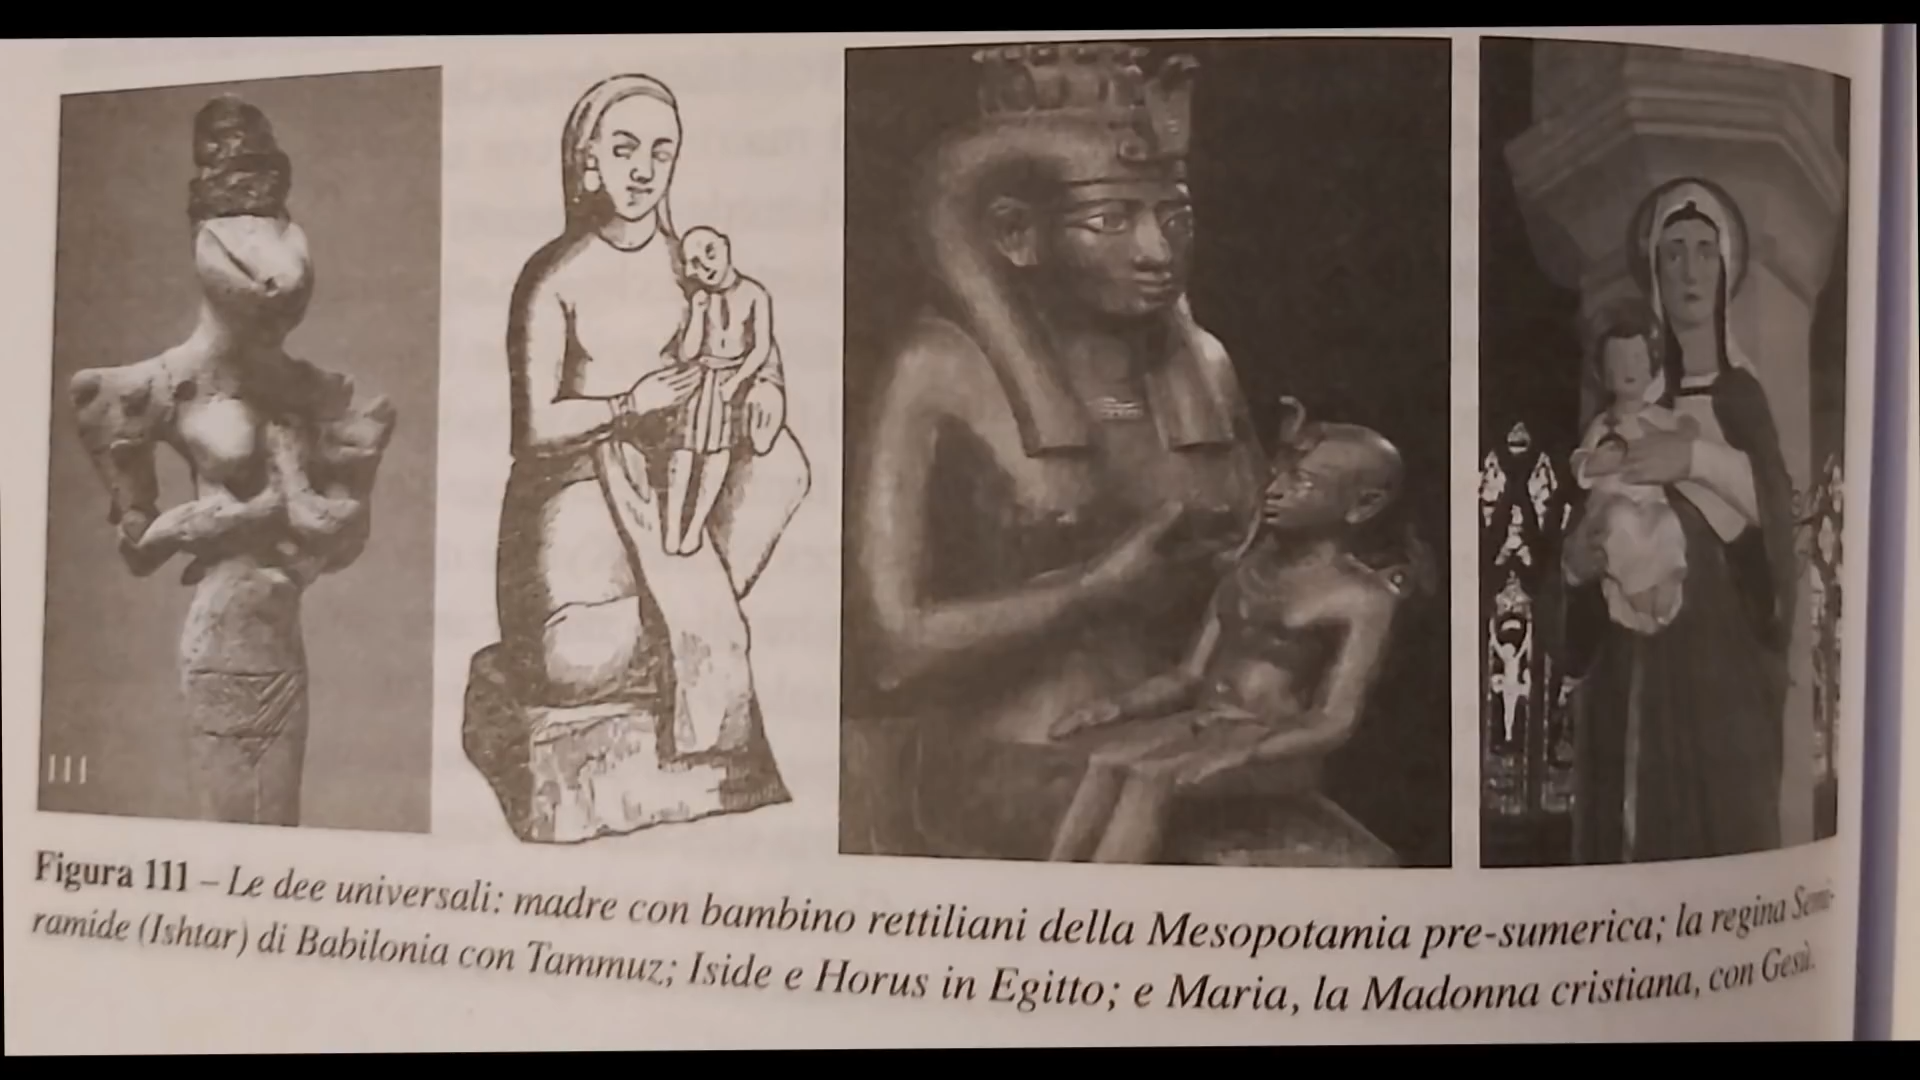 111
Figura 111 – Le dee universali: madre con bambino rettiliani della Mesopotamia pre-sumerica; la regina Semi-
ramide (Ishtar) di Babilonia con Tammuz; Iside e Horus in Egitto; e Maria, la Madonna cristiana, con Gesù.